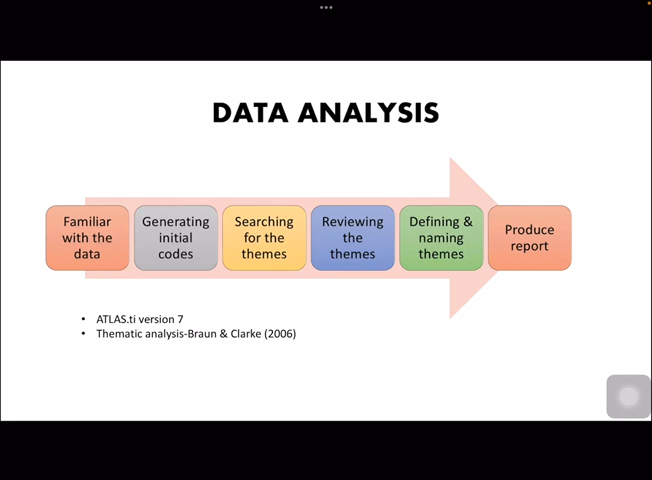 DATA ANALYSIS
Familiar
with the
data
Generating
initial
codes
Searching
for the
themes
Reviewing
the
themes
Defining &
naming
themes
Produce
report
• ATLAS.ti version 7
• Thematic analysis-Braun & Clarke (2006)